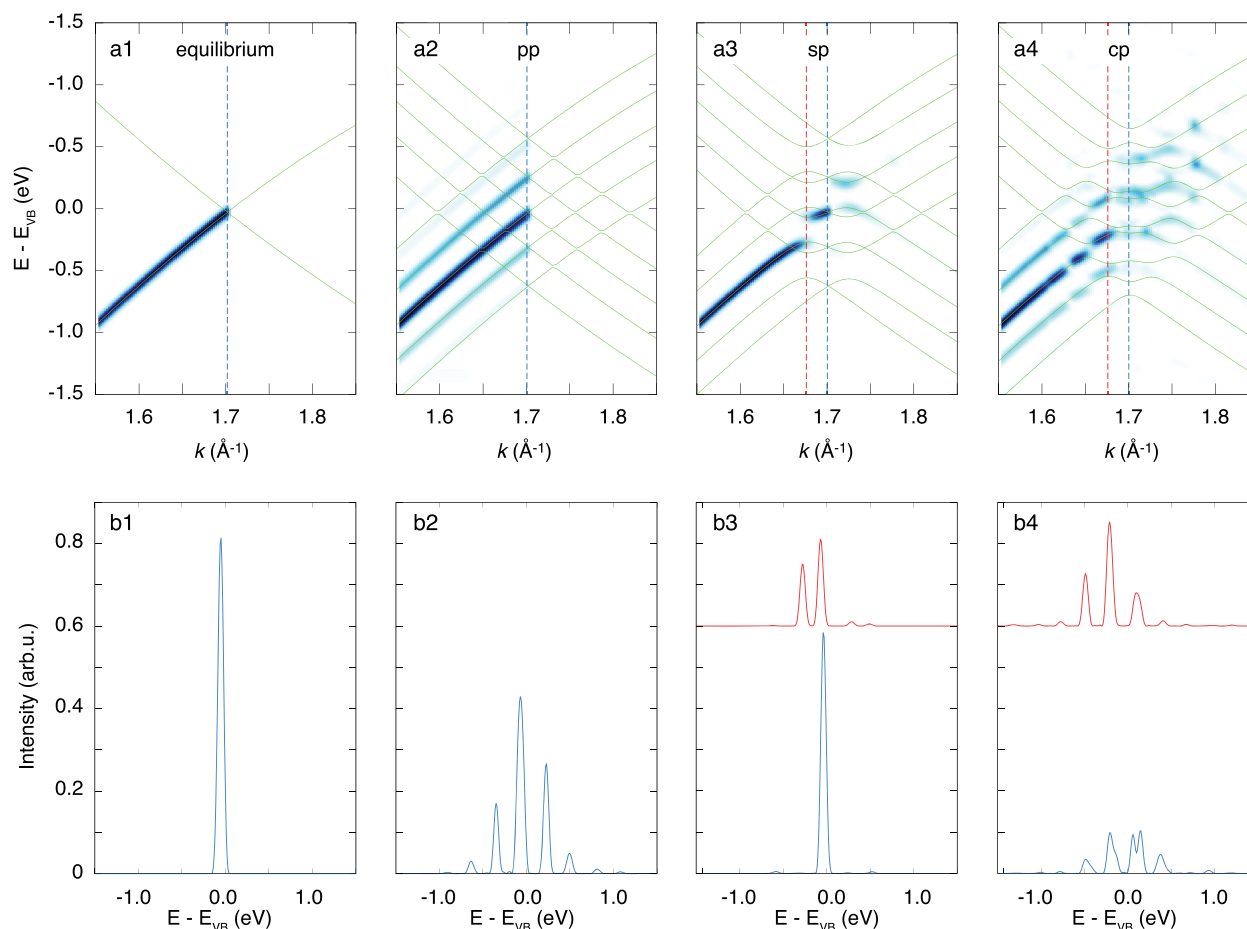 a1 equilibrium
a2 pp
a3 sp
a4 cp
-1.5
-1.0
-0.5
0.0
0.5
-1.0
-1.5
E - E_VB (eV)
1.6 1.7 1.8
1.6 1.7 1.8
1.6 1.7 1.8
1.6 1.7 1.8
k (Å-1)
k (Å-1)
k (Å-1)
k (Å-1)
b1
b2
b3
b4
0.8
0.6
0.4
0.2
0
Intensity (arb.u.)
-1.0 0.0 1.0
-1.0 0.0 1.0
-1.0 0.0 1.0
-1.0 0.0 1.0
E - E_VB (eV)
E - E_VB (eV)
E - E_VB (eV)
E - E_VB (eV)